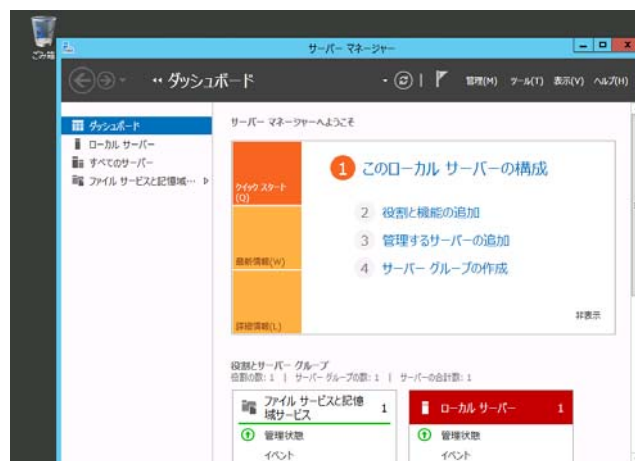 ごみ箱
サーバー マネージャー
ダッシュボード
管理(M) ツール(T) 表示(V) ヘルプ(H)
ダッシュボード
ローカル サーバー
すべてのサーバー
ファイル サービスと記憶域…
サーバー マネージャーへようこそ
クイック スタート
(Q)
最新情報(W)
詳細情報(L)
1 このローカル サーバーの構成
2 役割と機能の追加
3 管理するサーバーの追加
4 サーバー グループの作成
非表示
役割とサーバー グループ
役割の数: 1 | サーバー グループの数: 1 | サーバーの合計数: 1
ファイル サービスと記憶
域サービス
1
管理状態
イベント
ローカル サーバー 1
管理状態
イベント